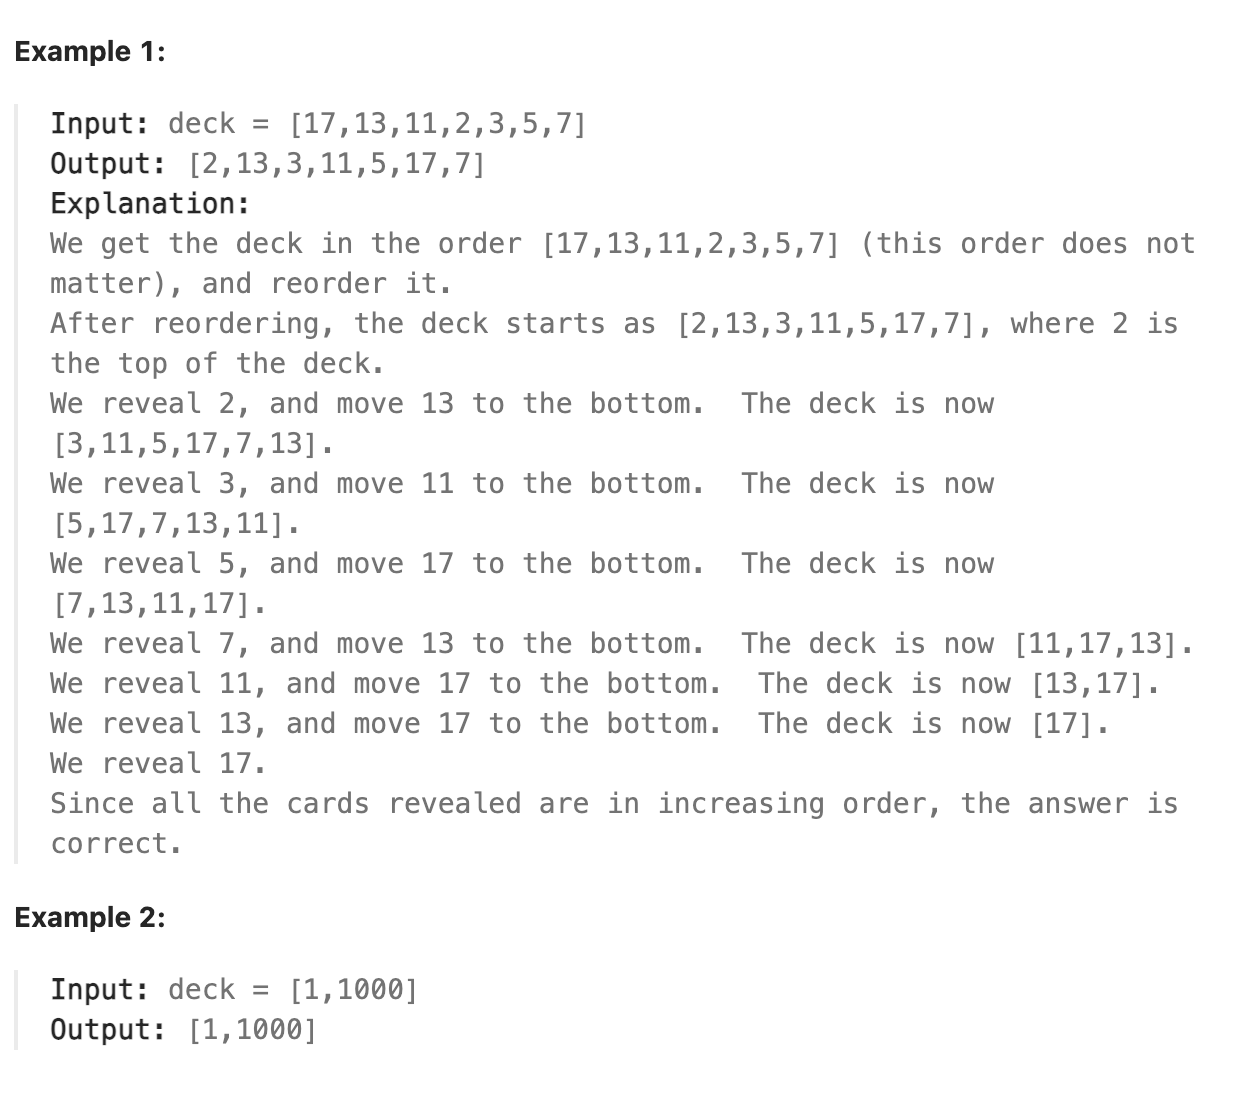 Example 1:
Input: deck = [17,13,11,2,3,5,7]
Output: [2,13,3,11,5,17,7]
Explanation:
We get the deck in the order [17,13,11,2,3,5,7] (this order does not
matter), and reorder it.
After reordering, the deck starts as [2,13,3,11,5,17,7], where 2 is
the top of the deck.
We reveal 2, and move 13 to the bottom.  The deck is now
[3,11,5,17,7,13].
We reveal 3, and move 11 to the bottom.  The deck is now
[5,17,7,13,11].
We reveal 5, and move 17 to the bottom.  The deck is now
[7,13,11,17].
We reveal 7, and move 13 to the bottom.  The deck is now [11,17,13].
We reveal 11, and move 17 to the bottom.  The deck is now [13,17].
We reveal 13, and move 17 to the bottom.  The deck is now [17].
We reveal 17.
Since all the cards revealed are in increasing order, the answer is
correct.
Example 2:
Input: deck = [1,1000]
Output: [1,1000]